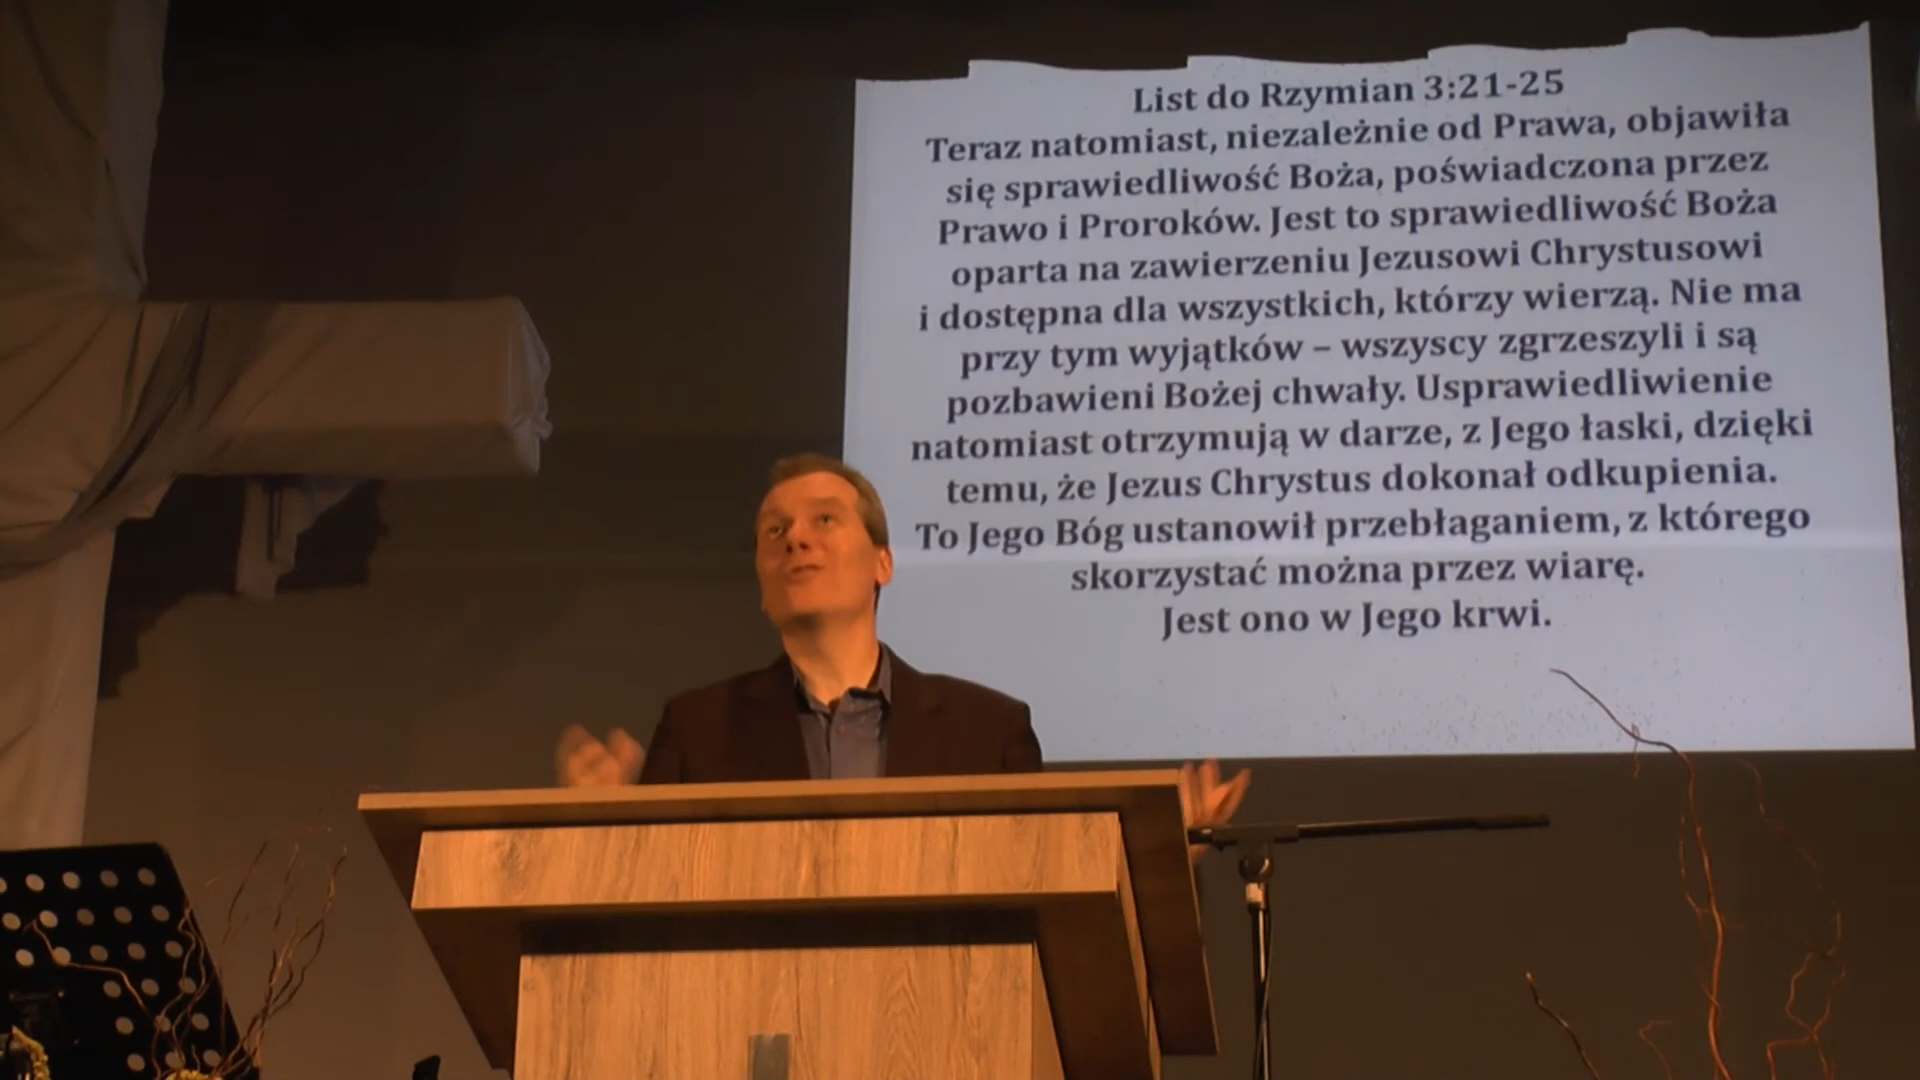 List do Rzymian 3:21-25
Teraz natomiast, niezależnie od Prawa, objawiła
się sprawiedliwość Boża, poświadczona przez
Prawo i Proroków. Jest to sprawiedliwość Boża
oparta na zawierzeniu Jezusowi Chrystusowi
i dostępna dla wszystkich, którzy wierzą. Nie ma
przy tym wyjątków – wszyscy zgrzeszyli i są
pozbawieni Bożej chwały. Usprawiedliwienie
natomiast otrzymują w darze, z Jego łaski, dzięki
temu, że Jezus Chrystus dokonał odkupienia.
To Jego Bóg ustanowił przebłaganiem, z którego
skorzystać można przez wiarę.
Jest ono w Jego krwi.